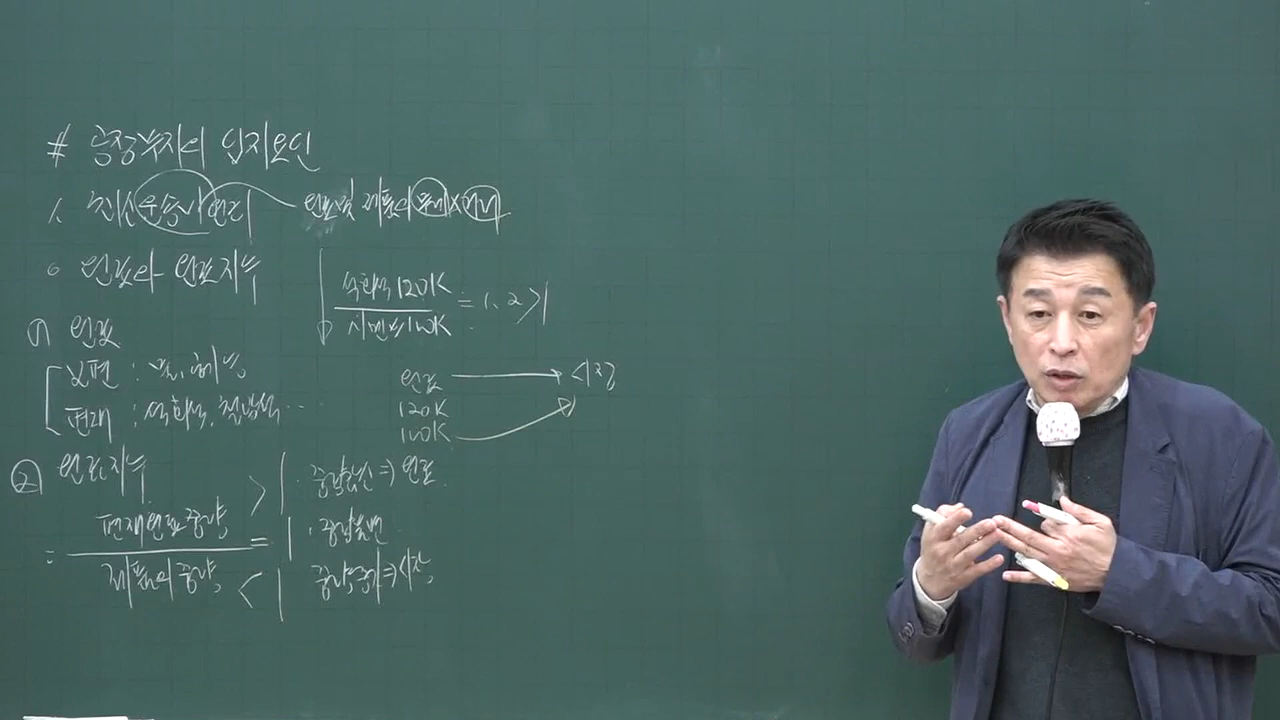 # 공장부지의 입지요인
1. 최소운송비원리 원료 및 제품의 무게 x 거리
○ 원료와 원료지수
석회석 120K / 시멘트 100K = 1.2 > 1
① 원료
보편 : 물,
편재 : 석회석, 철광석 ...
원료 → 시장
120K
100K
② 원료지수
> 1 . 중량감소 ⇒ 원료
= 편재원료중량 / 제품의 중량 = 1 . 중량불변
< 1 중량증가 ⇒ 시장